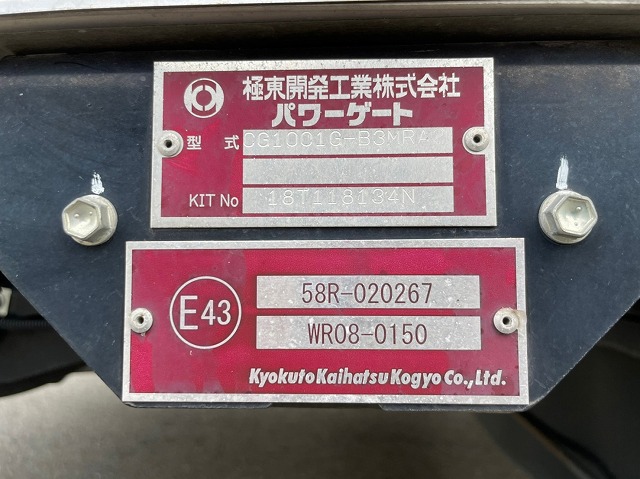 極東開発工業株式会社
パワーゲート
型式 CG1001G-B3MR4
KIT No 18T118134N
E43
58R-020267
WR08-0150
Kyokuto Kaihatsu Kogyo Co., Ltd.